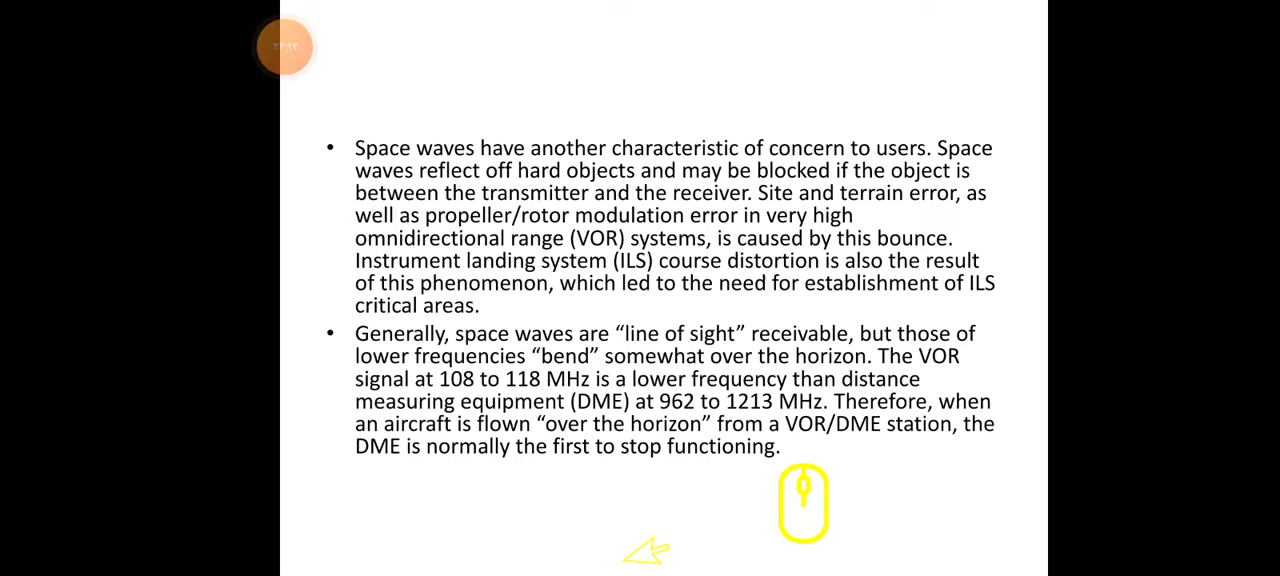 ٢٣:١٢
• Space waves have another characteristic of concern to users. Space
waves reflect off hard objects and may be blocked if the object is
between the transmitter and the receiver. Site and terrain error, as
well as propeller/rotor modulation error in very high
omnidirectional range (VOR) systems, is caused by this bounce.
Instrument landing system (ILS) course distortion is also the result
of this phenomenon, which led to the need for establishment of ILS
critical areas.
• Generally, space waves are “line of sight” receivable, but those of
lower frequencies “bend” somewhat over the horizon. The VOR
signal at 108 to 118 MHz is a lower frequency than distance
measuring equipment (DME) at 962 to 1213 MHz. Therefore, when
an aircraft is flown “over the horizon” from a VOR/DME station, the
DME is normally the first to stop functioning.